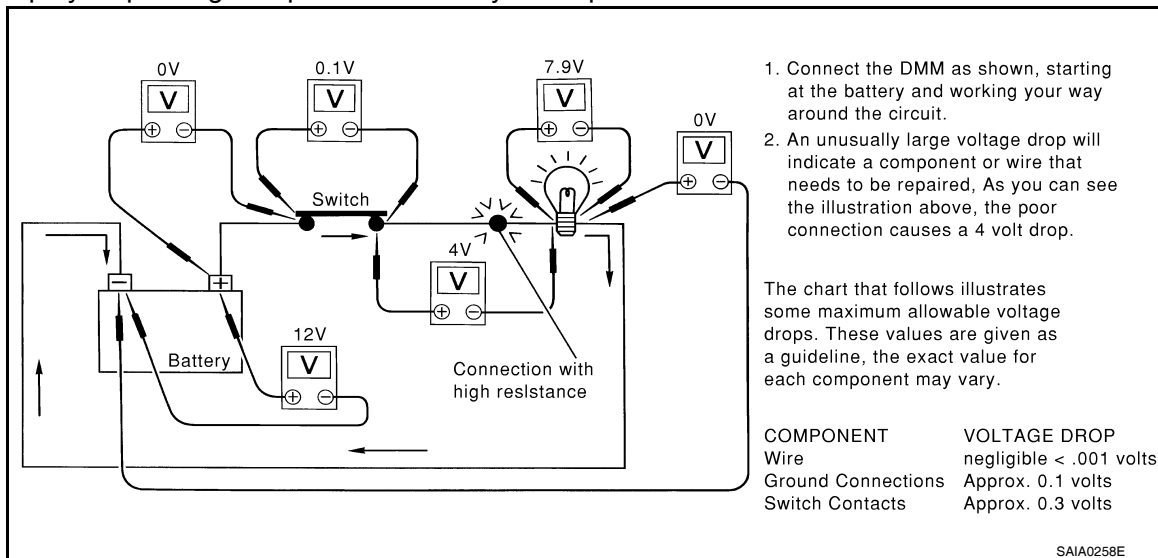 0V
0.1V
7.9V
0V
V
V
V
V
+ -
+ -
+ -
+ -
Switch
4V
V
+ -
- +
Battery
12V
V
+ -
Connection with
high resIstance
1. Connect the DMM as shown, starting
at the battery and working your way
around the circuit.
2. An unusually large voltage drop will
indicate a component or wire that
needs to be repaired, As you can see
the illustration above, the poor
connection causes a 4 volt drop.
The chart that follows illustrates
some maximum allowable voltage
drops. These values are given as
a guideline, the exact value for
each component may vary.
COMPONENT VOLTAGE DROP
Wire negligible < .001 volts
Ground Connections Approx. 0.1 volts
Switch Contacts Approx. 0.3 volts
SAIA0258E